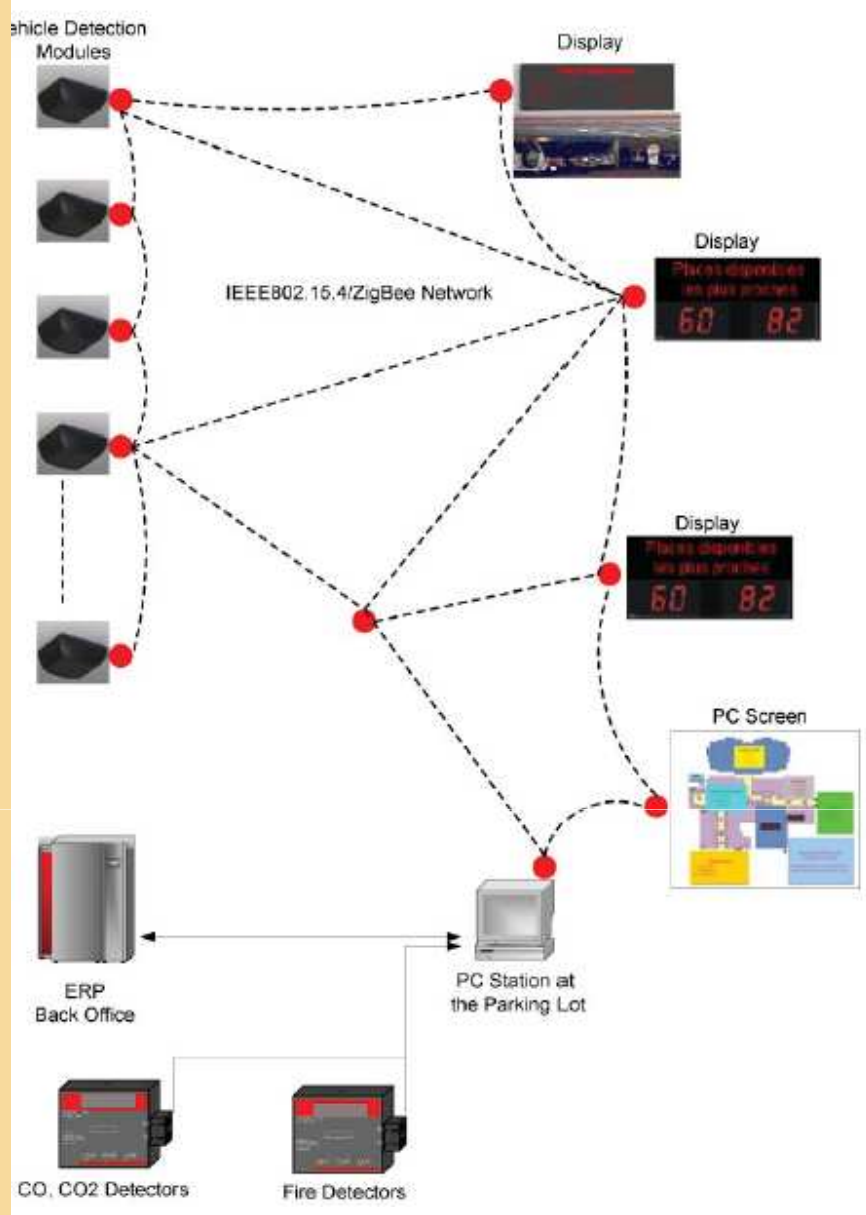 ehicle Detection
Modules
Display
IEEE802.15.4/ZigBee Network
Display
Places disponibles
les plus proches
60 82
Display
Places disponibles
les plus proches
60 82
PC Screen
ERP
Back Office
PC Station at
the Parking Lot
CO, CO2 Detectors
Fire Detectors